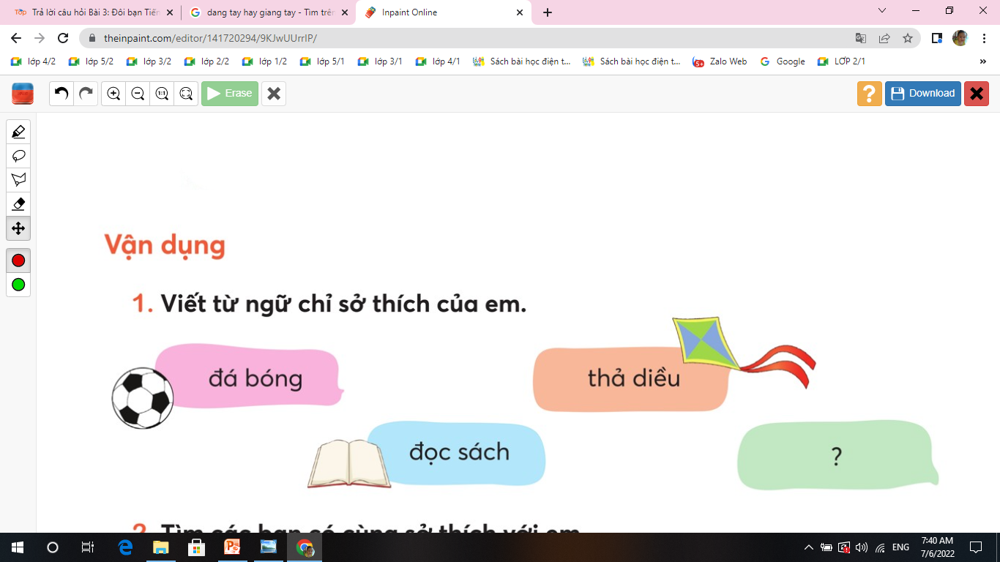 Trả lời câu hỏi Bài 3: Đôi bạn Tiến
dang tay hay giang tay - Tìm trên
Inpaint Online
theinpaint.com/editor/141720294/9KJwUUrrIP/
lớp 4/2 lớp 5/2 lớp 3/2 lớp 2/2 lớp 1/2 lớp 5/1 lớp 3/1 lớp 4/1 Sách bài học điện t... Sách bài học điện t... Zalo Web Google LỚP 2/1
1:1 Erase ? Download
Vận dụng
1. Viết từ ngữ chỉ sở thích của em.
đá bóng
thả diều
đọc sách
?
2. Tìm các bạn có cùng sở thích với em
ENG
7:40 AM
7/6/2022